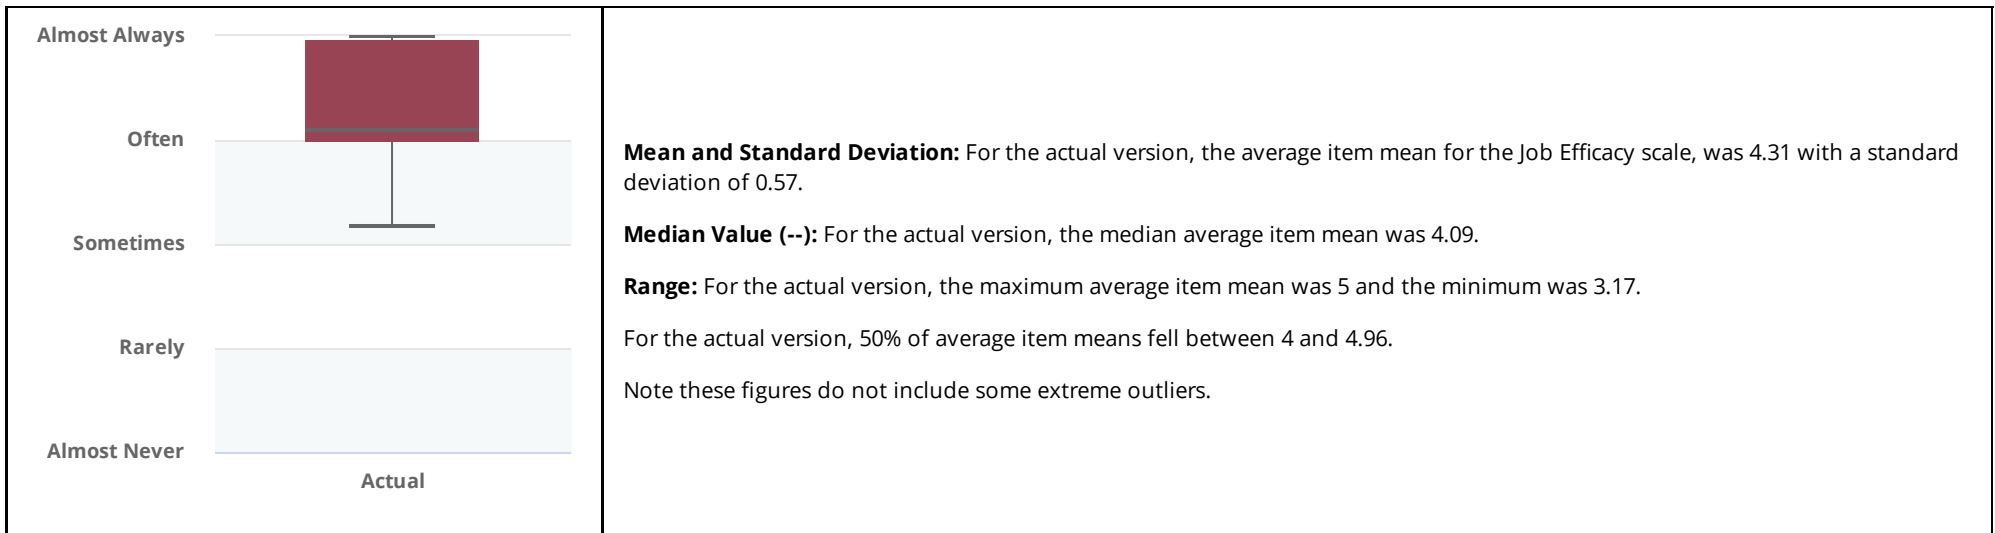 Almost Always
Often
Sometimes
Rarely
Almost Never
Actual
Mean and Standard Deviation: For the actual version, the average item mean for the Job Efficacy scale, was 4.31 with a standard
deviation of 0.57.
Median Value (--): For the actual version, the median average item mean was 4.09.
Range: For the actual version, the maximum average item mean was 5 and the minimum was 3.17.
For the actual version, 50% of average item means fell between 4 and 4.96.
Note these figures do not include some extreme outliers.